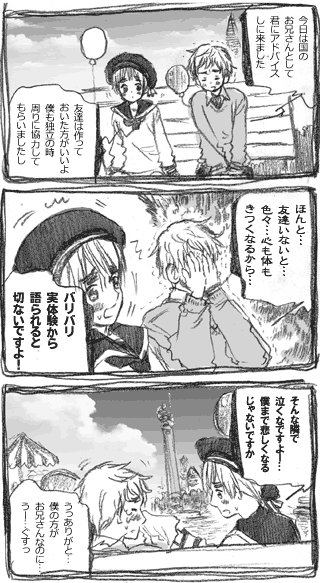 今日は国の
お兄さんとして
君にアドバイス
しに来ました
友達は作って
おいた方がいいよ
僕も独立の時
周りに協力して
もらいましたし
ほんと…
友達いないと…
色々…心も体も
きつくなるから…
バリバリ
実体験から
語られると
切ないですよ!
そんな隣で
泣くなですよ…
僕まで悲しくなる
じゃないですか
うっありがと…
僕の方が
お兄さんなのに…
う…ぐすっ